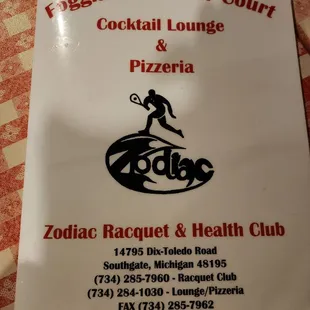 Court
Cocktail Lounge
&
Pizzeria
Zodiac
Zodiac Racquet & Health Club
14795 Dix-Toledo Road
Southgate, Michigan 48195
(734) 285-7960 - Racquet Club
(734) 284-1030 - Lounge/Pizzeria
FAX (734) 285-7962